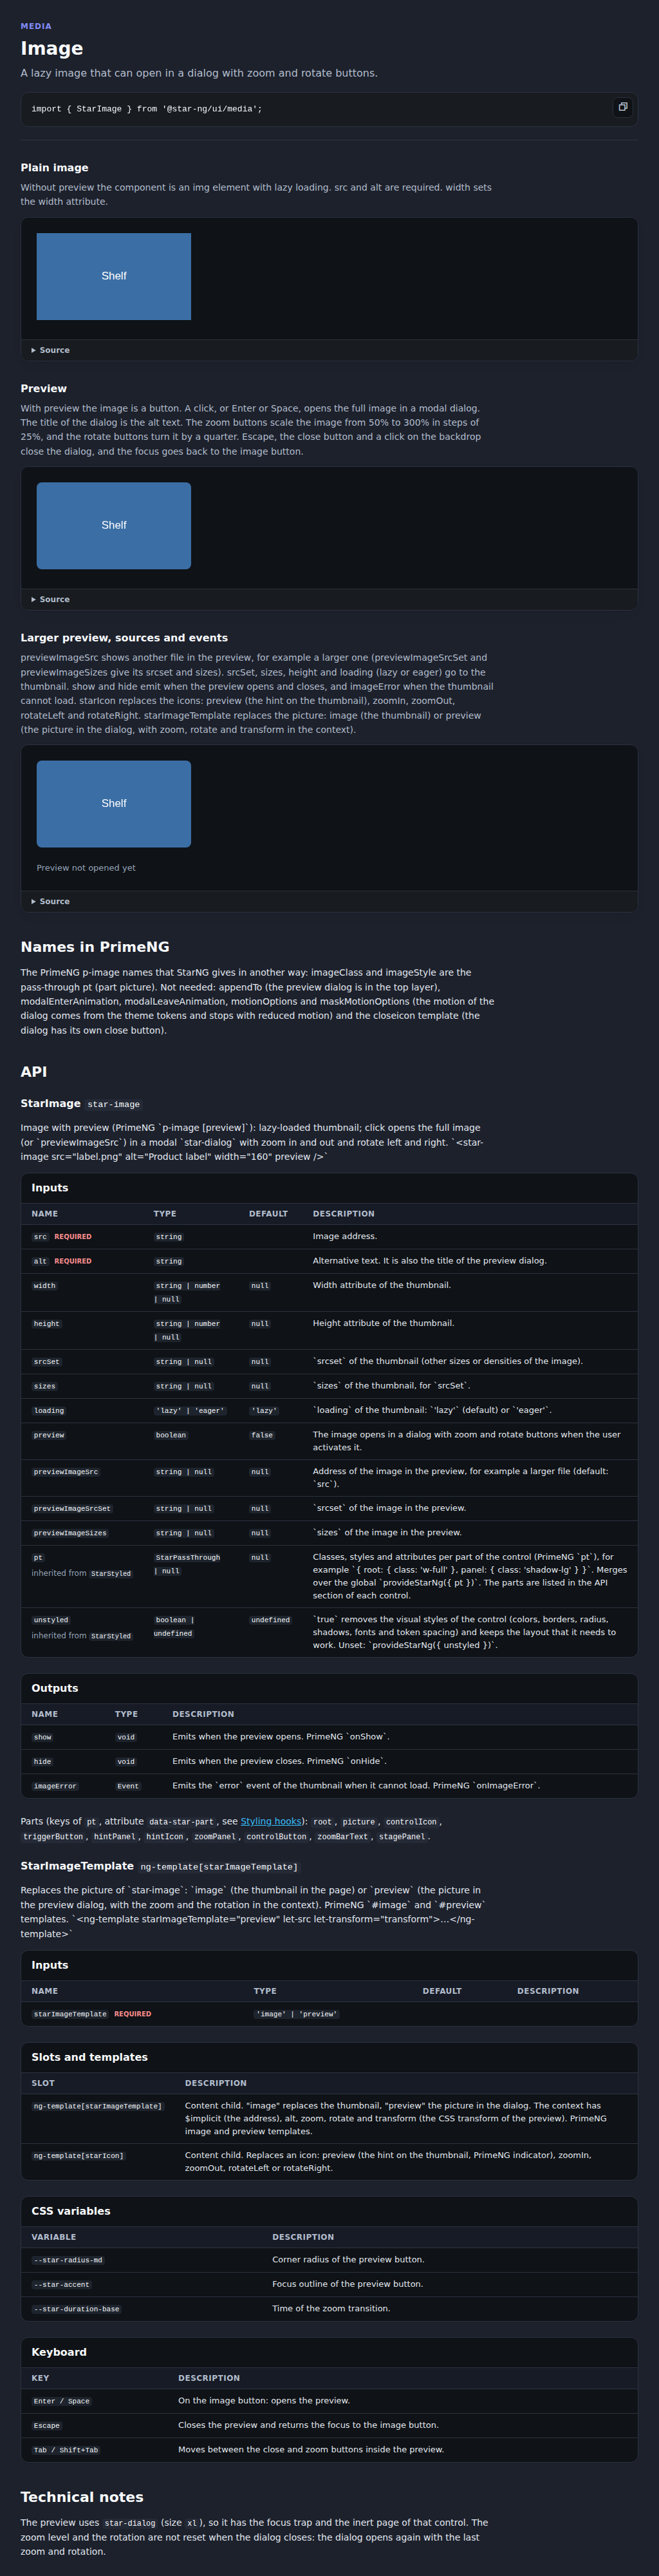 MEDIA
Image
A lazy image that can open in a dialog with zoom and rotate buttons.
import { StarImage } from '@star-ng/ui/media';
Plain image
Without preview the component is an img element with lazy loading. src and alt are required. width sets
the width attribute.
Shelf
▶ Source
Preview
With preview the image is a button. A click, or Enter or Space, opens the full image in a modal dialog.
The title of the dialog is the alt text. The zoom buttons scale the image from 50% to 300% in steps of
25%, and the rotate buttons turn it by a quarter. Escape, the close button and a click on the backdrop
close the dialog, and the focus goes back to the image button.
Shelf
▶ Source
Larger preview, sources and events
previewImageSrc shows another file in the preview, for example a larger one (previewImageSrcSet and
previewImageSizes give its srcset and sizes). srcSet, sizes, height and loading (lazy or eager) go to the
thumbnail. show and hide emit when the preview opens and closes, and imageError when the thumbnail
cannot load. starIcon replaces the icons: preview (the hint on the thumbnail), zoomIn, zoomOut,
rotateLeft and rotateRight. starImageTemplate replaces the picture: image (the thumbnail) or preview
(the picture in the dialog, with zoom, rotate and transform in the context).
Shelf
Preview not opened yet
▶ Source
Names in PrimeNG
The PrimeNG p-image names that StarNG gives in another way: imageClass and imageStyle are the
pass-through pt (part picture). Not needed: appendTo (the preview dialog is in the top layer),
modalEnterAnimation, modalLeaveAnimation, motionOptions and maskMotionOptions (the motion of the
dialog comes from the theme tokens and stops with reduced motion) and the closeicon template (the
dialog has its own close button).
API
StarImage star-image
Image with preview (PrimeNG `p-image [preview]`): lazy-loaded thumbnail; click opens the full image
(or `previewImageSrc`) in a modal `star-dialog` with zoom in and out and rotate left and right. `<star-
image src="label.png" alt="Product label" width="160" preview />`
Inputs
NAME TYPE DEFAULT DESCRIPTION
src REQUIRED string Image address.
alt REQUIRED string Alternative text. It is also the title of the preview dialog.
width string | number | null null Width attribute of the thumbnail.
height string | number | null null Height attribute of the thumbnail.
srcSet string | null null `srcset` of the thumbnail (other sizes or densities of the image).
sizes string | null null `sizes` of the thumbnail, for `srcSet`.
loading 'lazy' | 'eager' 'lazy' `loading` of the thumbnail: `'lazy'` (default) or `'eager'`.
preview boolean false The image opens in a dialog with zoom and rotate buttons when the user
activates it.
previewImageSrc string | null null Address of the image in the preview, for example a larger file (default:
`src`).
previewImageSrcSet string | null null `srcset` of the image in the preview.
previewImageSizes string | null null `sizes` of the image in the preview.
pt inherited from StarStyled StarPassThrough | null null Classes, styles and attributes per part of the control (PrimeNG `pt`), for
example `{ root: { class: 'w-full' }, panel: { class: 'shadow-lg' } }`. Merges
over the global `provideStarNg({ pt })`. The parts are listed in the API
section of each control.
unstyled inherited from StarStyled boolean | undefined undefined `true` removes the visual styles of the control (colors, borders, radius,
shadows, fonts and token spacing) and keeps the layout that it needs to
work. Unset: `provideStarNg({ unstyled })`.
Outputs
NAME TYPE DESCRIPTION
show void Emits when the preview opens. PrimeNG `onShow`.
hide void Emits when the preview closes. PrimeNG `onHide`.
imageError Event Emits the `error` event of the thumbnail when it cannot load. PrimeNG `onImageError`.
Parts (keys of pt, attribute data-star-part, see Styling hooks): root, picture, controlIcon,
triggerButton, hintPanel, hintIcon, zoomPanel, controlButton, zoomBarText, stagePanel.
StarImageTemplate ng-template[starImageTemplate]
Replaces the picture of `star-image`: `image` (the thumbnail in the page) or `preview` (the picture in
the preview dialog, with the zoom and the rotation in the context). PrimeNG `#image` and `#preview`
templates. `<ng-template starImageTemplate="preview" let-src let-transform="transform">…</ng-
template>`
Inputs
NAME TYPE DEFAULT DESCRIPTION
starImageTemplate REQUIRED 'image' | 'preview'
Slots and templates
SLOT DESCRIPTION
ng-template[starImageTemplate] Content child. "image" replaces the thumbnail, "preview" the picture in the dialog. The context has
$implicit (the address), alt, zoom, rotate and transform (the CSS transform of the preview). PrimeNG
image and preview templates.
ng-template[starIcon] Content child. Replaces an icon: preview (the hint on the thumbnail, PrimeNG indicator), zoomIn,
zoomOut, rotateLeft or rotateRight.
CSS variables
VARIABLE DESCRIPTION
--star-radius-md Corner radius of the preview button.
--star-accent Focus outline of the preview button.
--star-duration-base Time of the zoom transition.
Keyboard
KEY DESCRIPTION
Enter / Space On the image button: opens the preview.
Escape Closes the preview and returns the focus to the image button.
Tab / Shift+Tab Moves between the close and zoom buttons inside the preview.
Technical notes
The preview uses star-dialog (size xl), so it has the focus trap and the inert page of that control. The
zoom level and the rotation are not reset when the dialog closes: the dialog opens again with the last
zoom and rotation.